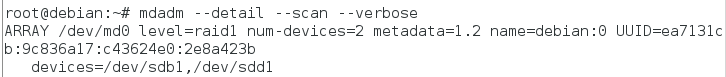 root@debian:~# mdadm --detail --scan --verbose
ARRAY /dev/md0 level=raid1 num-devices=2 metadata=1.2 name=debian:0 UUID=ea7131c
b:9c836a17:c43624e0:2e8a423b
   devices=/dev/sdb1,/dev/sdd1